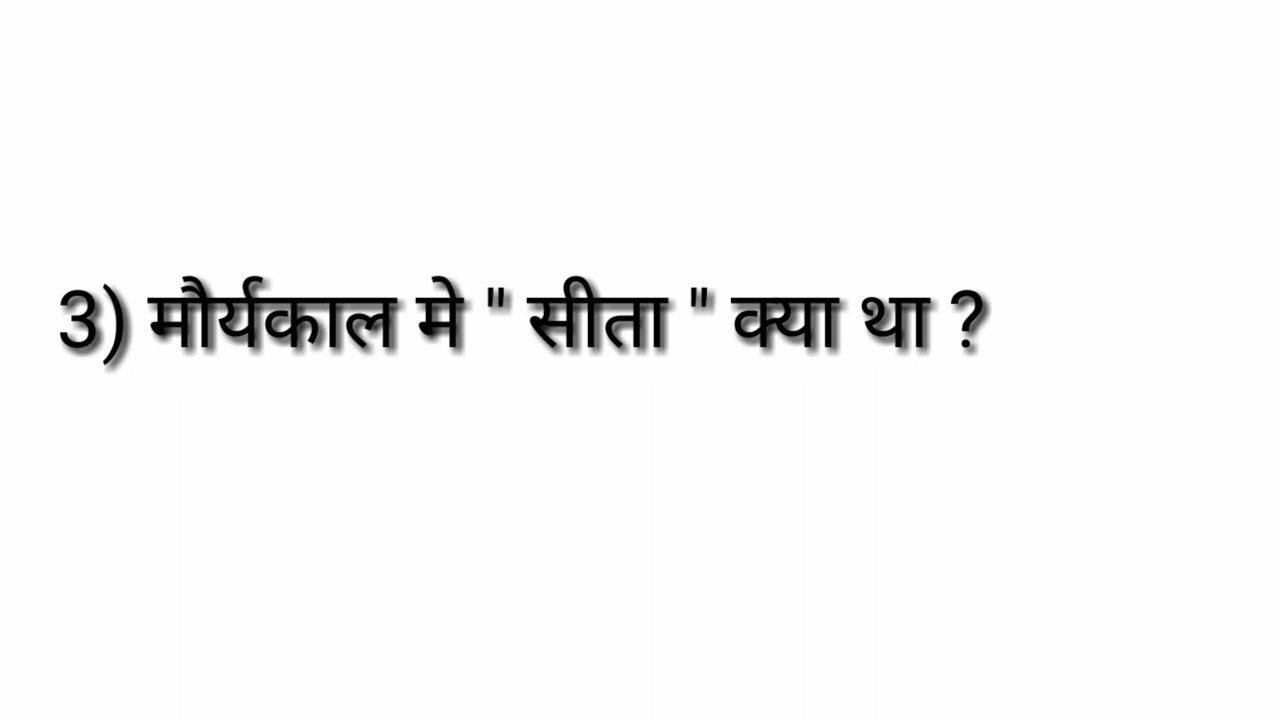 3) मौर्यकाल मे " सीता " क्या था ?